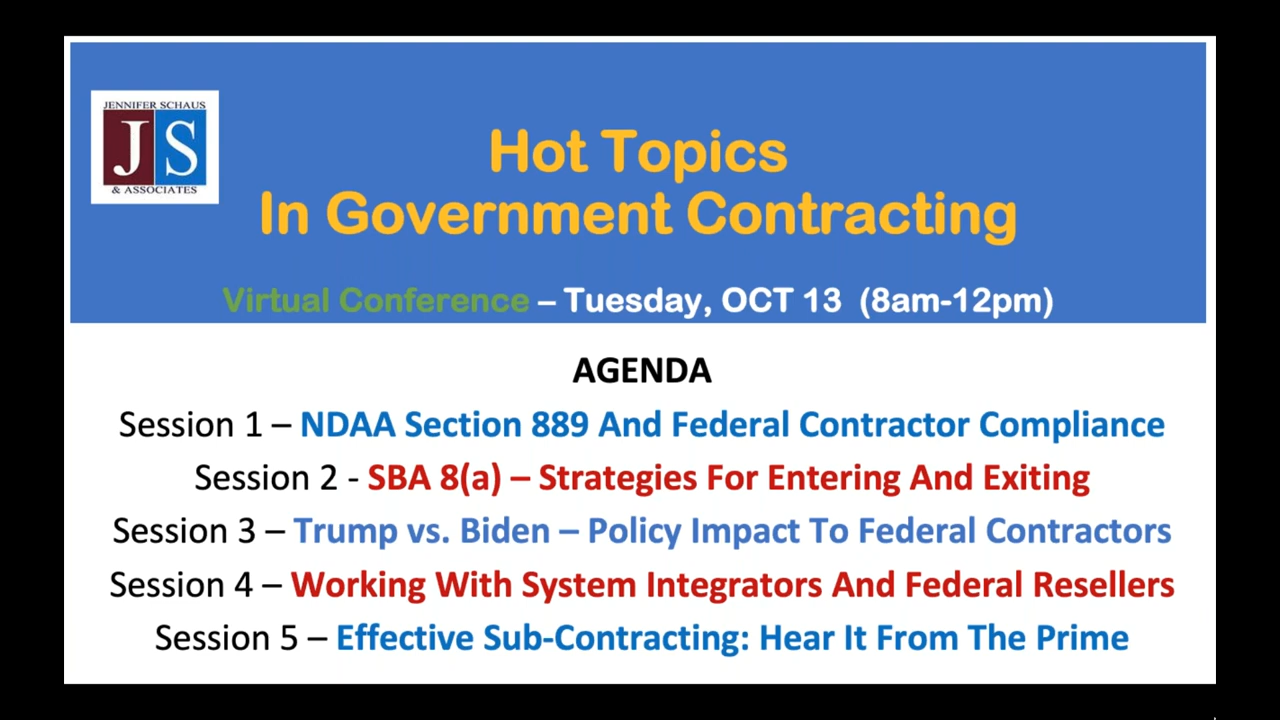 JENNIFER SCHAUS
JS
& ASSOCIATES
Hot Topics
In Government Contracting
Virtual Conference – Tuesday, OCT 13 (8am-12pm)
AGENDA
Session 1 – NDAA Section 889 And Federal Contractor Compliance
Session 2 - SBA 8(a) – Strategies For Entering And Exiting
Session 3 – Trump vs. Biden – Policy Impact To Federal Contractors
Session 4 – Working With System Integrators And Federal Resellers
Session 5 – Effective Sub-Contracting: Hear It From The Prime